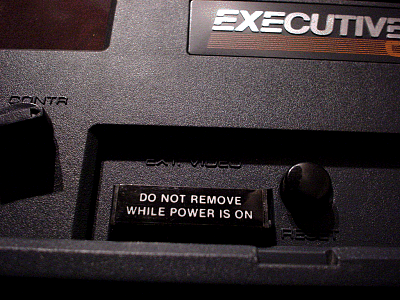 EXECUTIVE
CONTR
EXT. VIDEO
DO NOT REMOVE
WHILE POWER IS ON
RESET